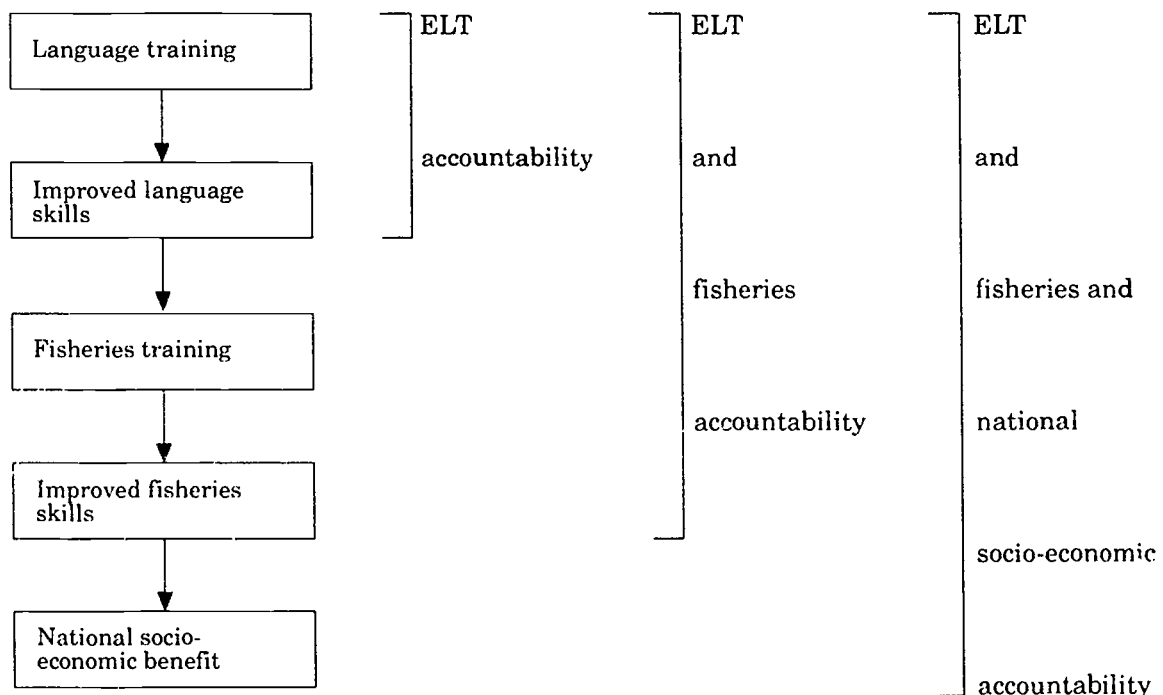 Language training
Improved language
skills
Fisheries training
Improved fisheries
skills
National socio-
economic benefit
ELT
accountability
ELT
and
fisheries
accountability
ELT
and
fisheries and
national
socio-economic
accountability